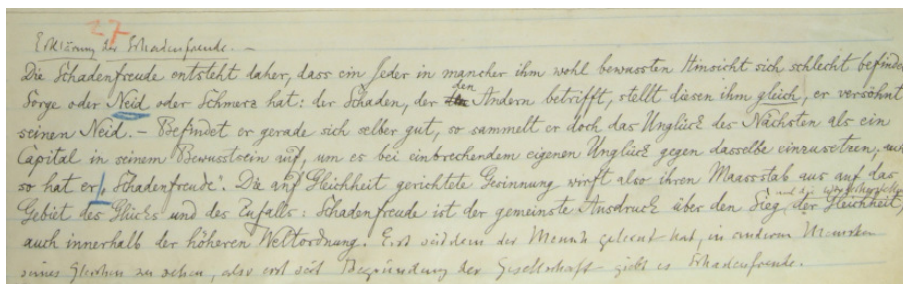 27
Erklärung der Schadenfreude. —
Die Schadenfreude entsteht daher, dass ein Jeder in mancher ihm wohl bewussten Hinsicht sich schlecht befindet,
Sorge oder Neid oder Schmerz hat: der Schaden, der den Andern betrifft, stellt diesen ihm gleich, er versöhnt
seinen Neid. — Befindet er gerade sich selber gut, so sammelt er doch das Unglück des Nächsten als ein
Capital in seinem Bewusstsein auf, um es bei einbrechendem eigenen Unglück gegen dasselbe einzusetzen; auch
so hat er „Schadenfreude“. Die auf Gleichheit gerichtete Gesinnung wirft also ihren Maassstab aus auf das
Gebiet des Glücks und des Zufalls: Schadenfreude ist der gemeinste Ausdruck über den Sieg und die Wiederherstellung der Gleichheit,
auch innerhalb der höheren Weltordnung. Erst seitdem der Mensch gelernt hat, in anderen Menschen
seines Gleichen zu sehen, also erst seit Begründung der Gesellschaft giebt es Schadenfreude.